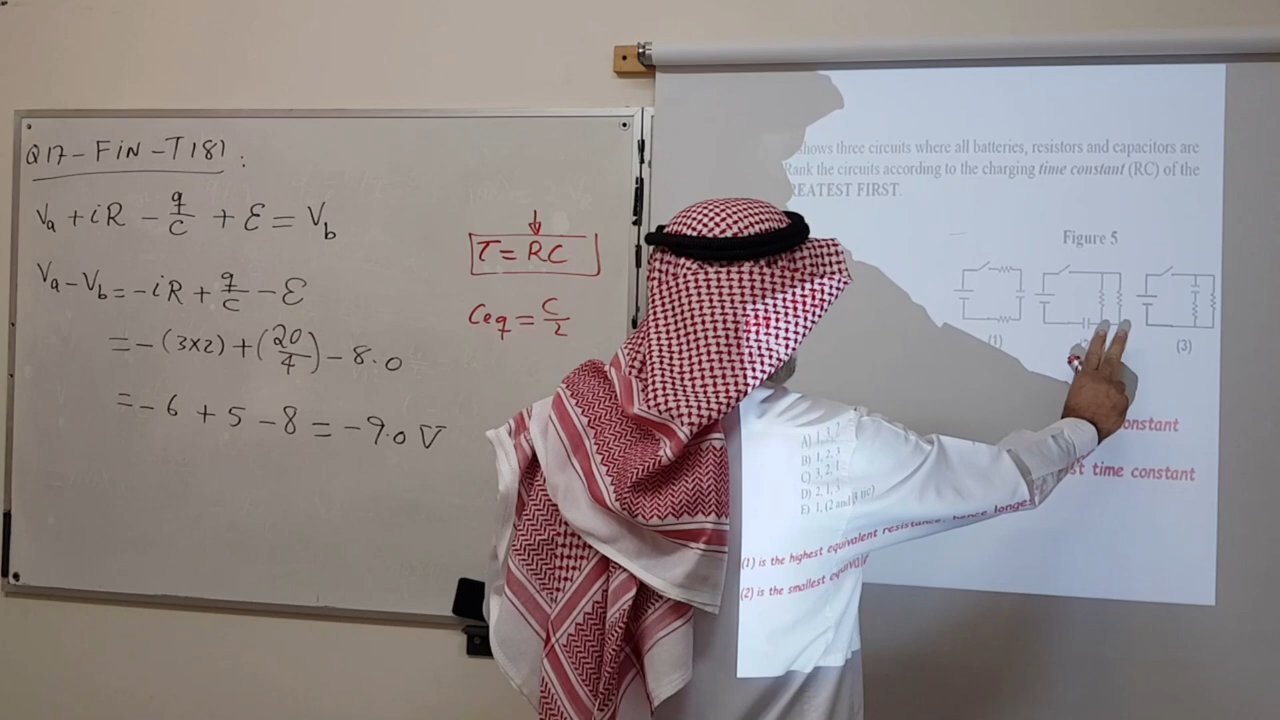 Q17 - FIN - T181 :
Va + iR - q/C + ℰ = Vb
Va - Vb = - iR + q/C - ℰ
= - (3x2) + (20/4) - 8.0
= - 6 + 5 - 8 = - 9.0 V
τ = RC
Ceq = C/2
shows three circuits where all batteries, resistors and capacitors are
Rank the circuits according to the charging time constant (RC) of the
REATEST FIRST.
Figure 5
(1)
(3)
A) 1, 3, 2
B) 1, 2, 3
C) 3, 2, 1
D) 2, 1, 3
E) 1, (2 and 3 tie)
onstant
time constant
(1) is the highest equivalent resistance, hence longes
(2) is the smallest equival